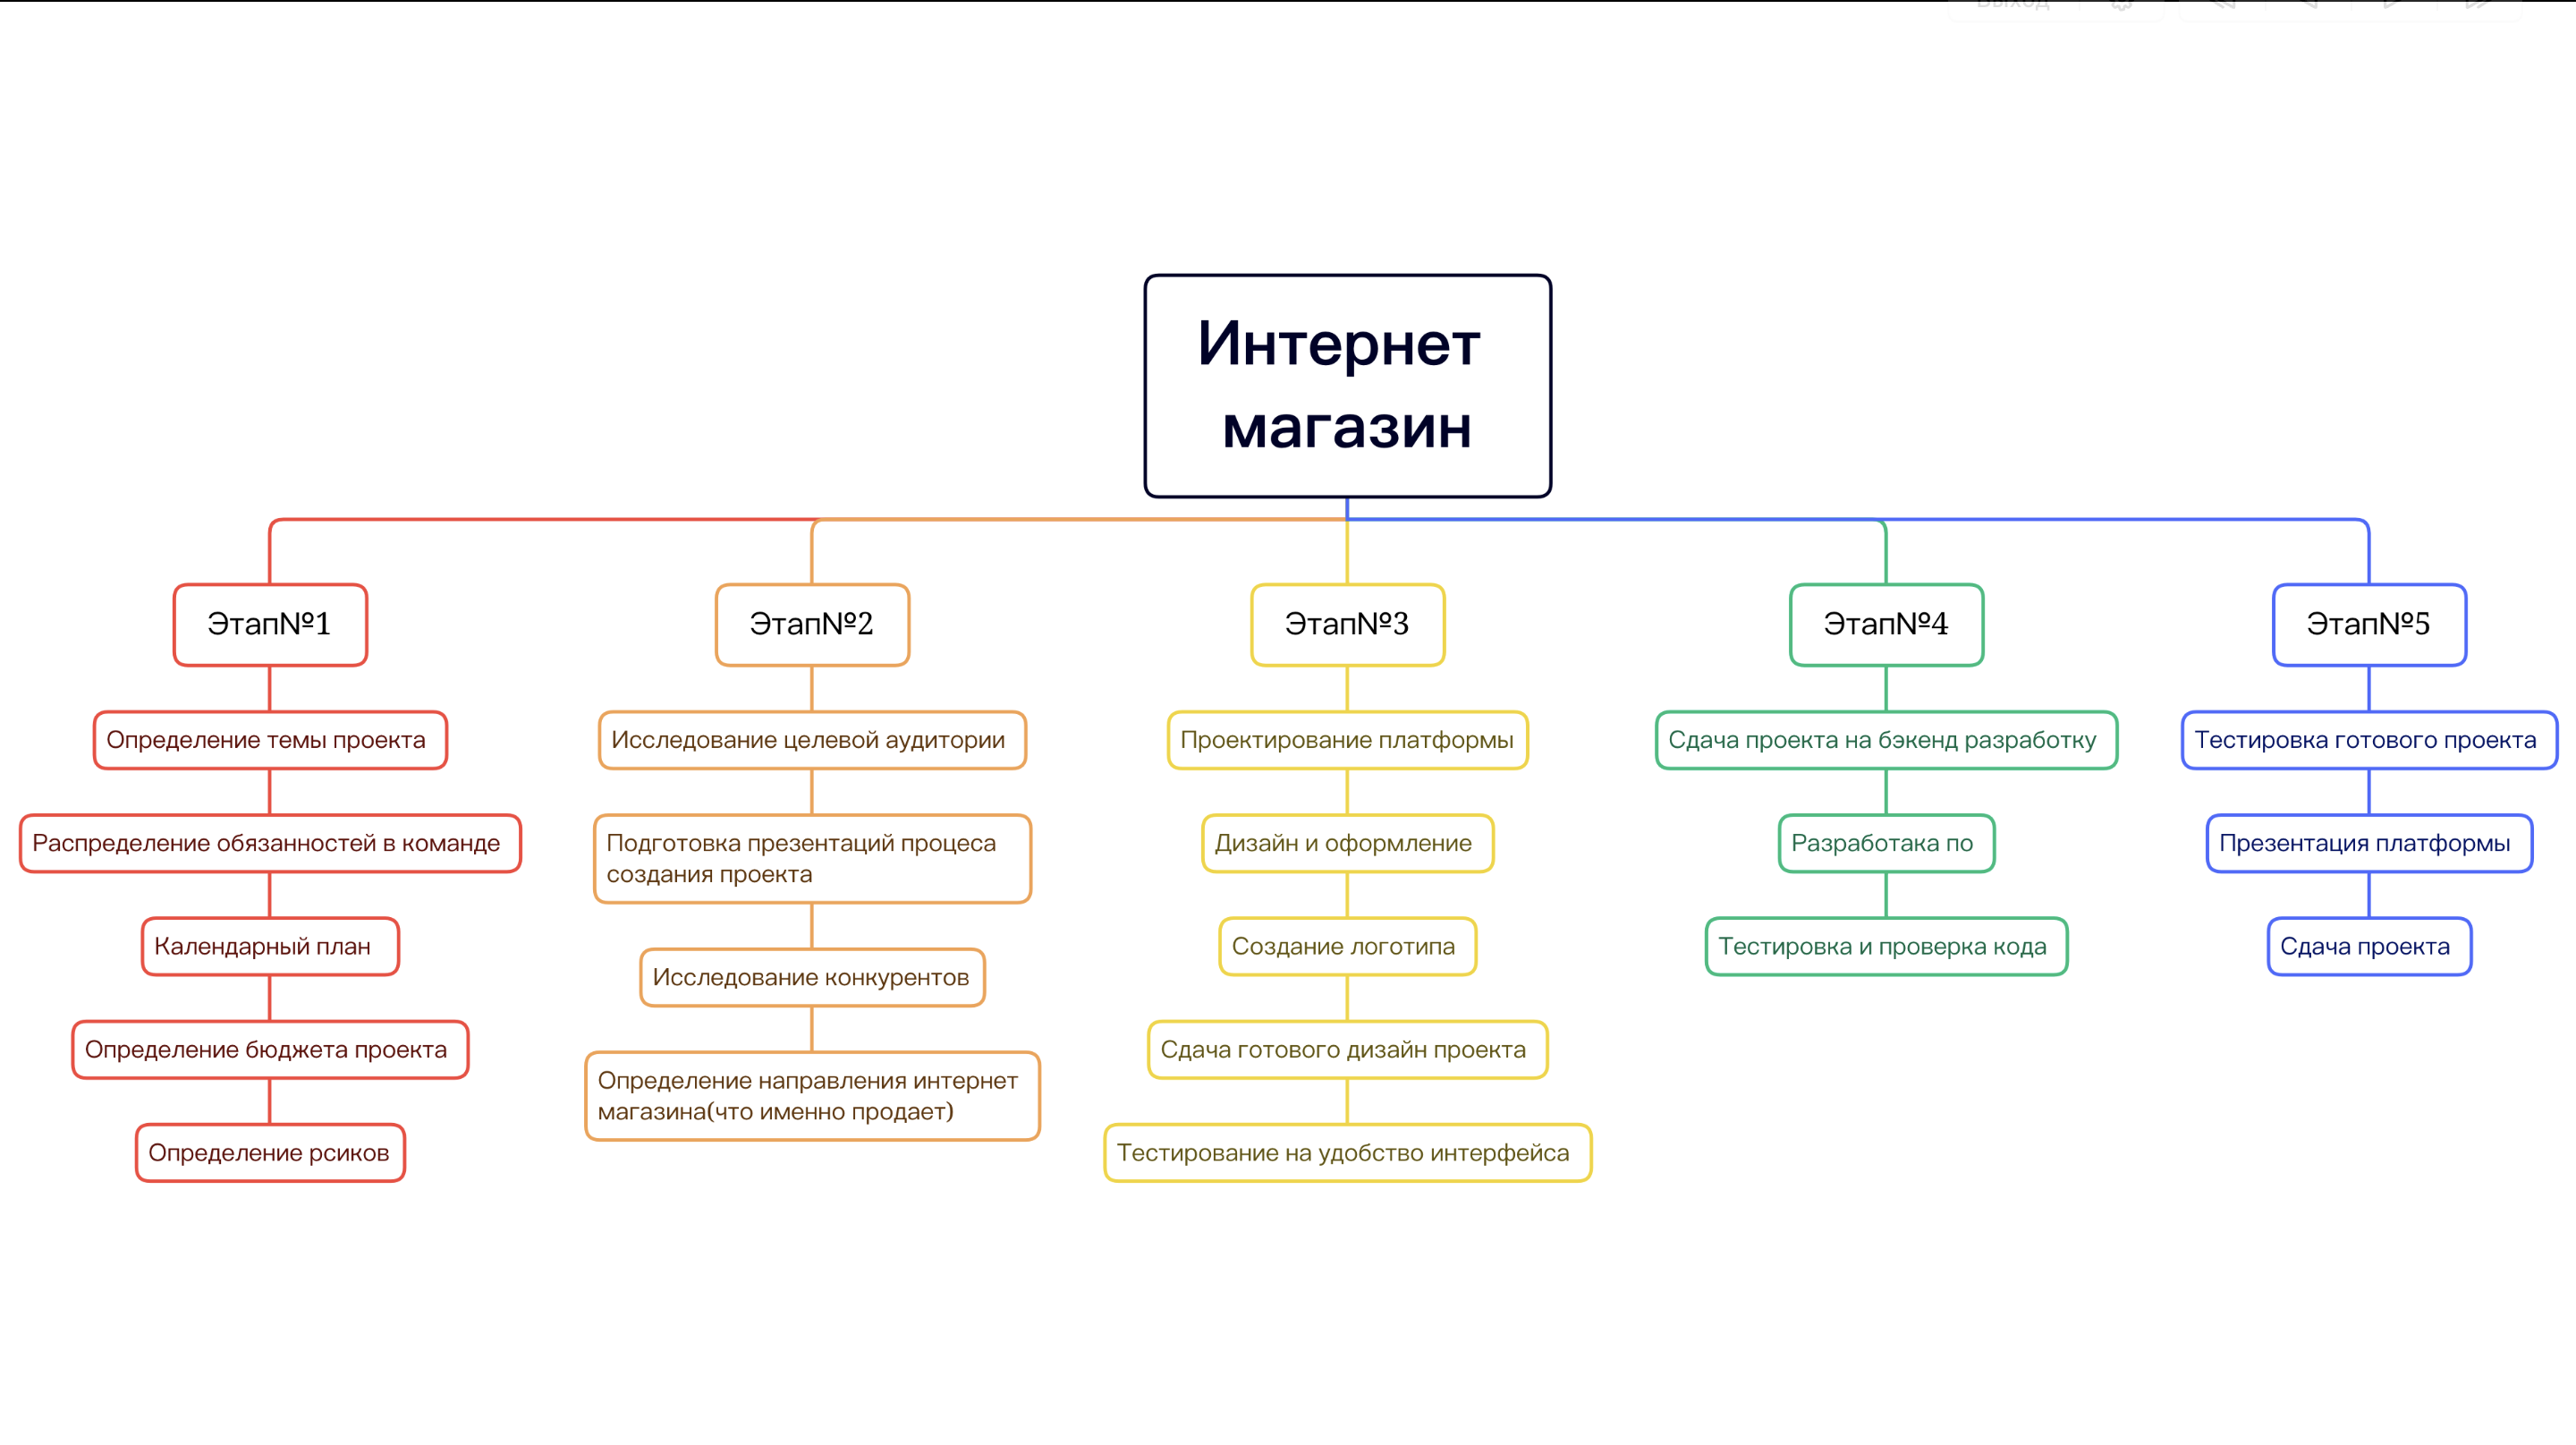 Выход
Интернет
магазин
Этап№1
Определение темы проекта
Распределение обязанностей в команде
Календарный план
Определение бюджета проекта
Определение рсиков
Этап№2
Исследование целевой аудитории
Подготовка презентаций процеса
создания проекта
Исследование конкурентов
Определение направления интернет
магазина(что именно продает)
Этап№3
Проектирование платформы
Дизайн и оформление
Создание логотипа
Сдача готового дизайн проекта
Тестирование на удобство интерфейса
Этап№4
Сдача проекта на бэкенд разработку
Разработака по
Тестировка и проверка кода
Этап№5
Тестировка готового проекта
Презентация платформы
Сдача проекта